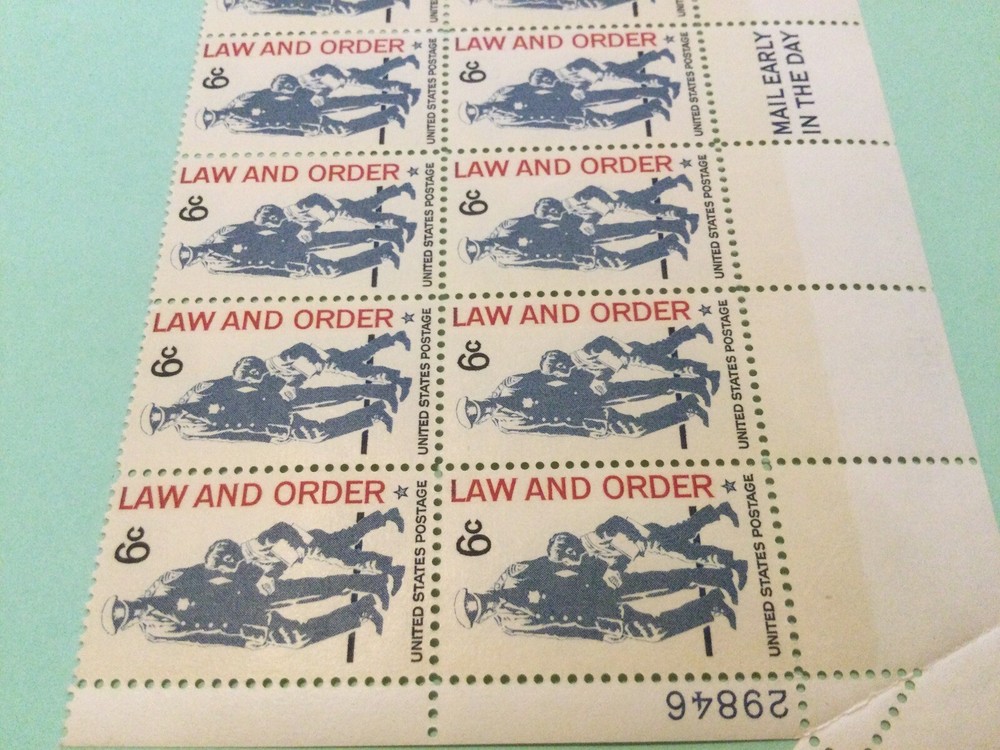 LAW AND ORDER
6c
UNITED STATES POSTAGE
LAW AND ORDER
6c
UNITED STATES POSTAGE
MAIL EARLY
IN THE DAY
LAW AND ORDER
6c
UNITED STATES POSTAGE
LAW AND ORDER
6c
UNITED STATES POSTAGE
LAW AND ORDER
6c
UNITED STATES POSTAGE
LAW AND ORDER
6c
UNITED STATES POSTAGE
LAW AND ORDER
6c
UNITED STATES POSTAGE
LAW AND ORDER
6c
UNITED STATES POSTAGE
29846